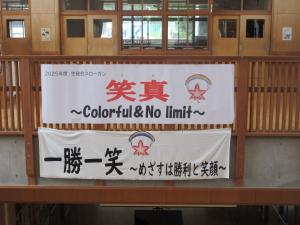 2025年度 生徒会スローガン
笑真
～Colorful＆No limit～
一勝一笑 ～めざすは勝利と笑顔～